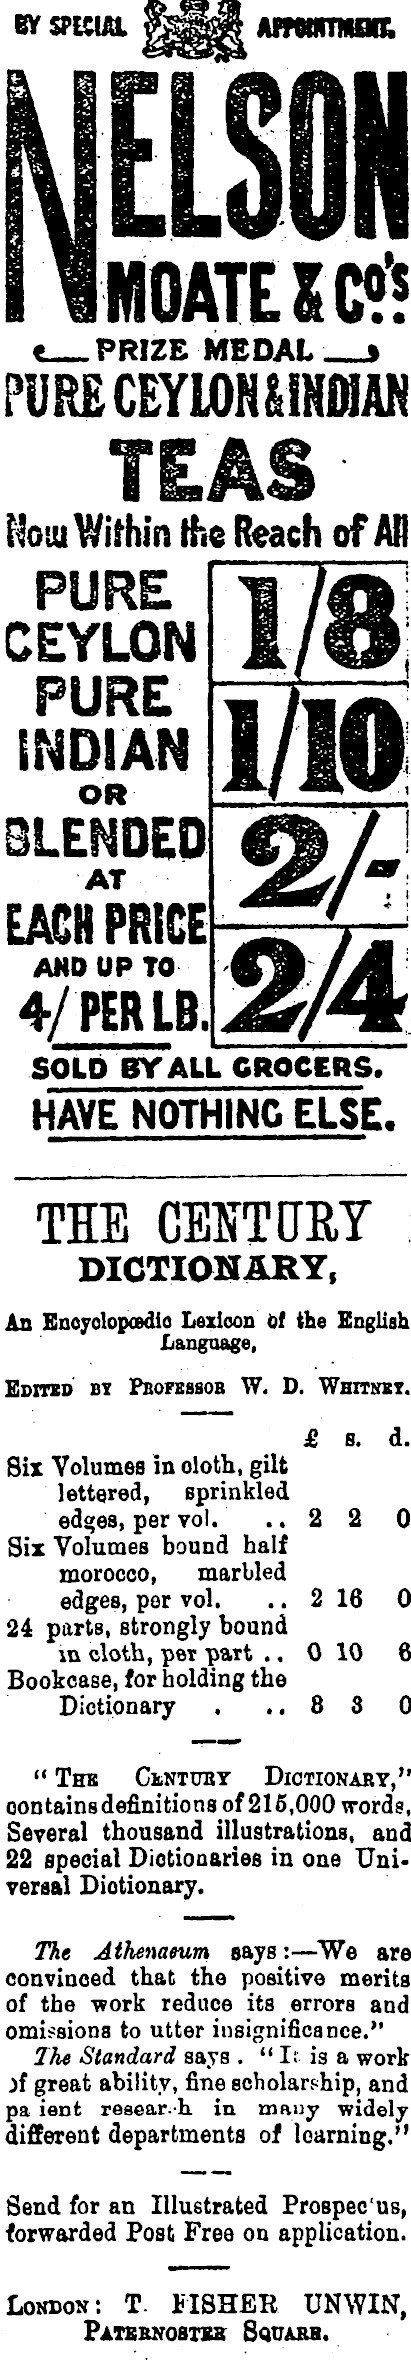 BY SPECIAL APPOINTMENT.
NELSON
MOATE & Co's.
PRIZE MEDAL
PURE CEYLON & INDIAN
TEAS
Now Within the Reach of All
PURE CEYLON 1/8
PURE INDIAN 1/10
OR
BLENDED 2/-
AT
EACH PRICE
AND UP TO 2/4
4/ PER LB.
SOLD BY ALL GROCERS.
HAVE NOTHING ELSE.
THE CENTURY
DICTIONARY,
An Encyclopœdic Lexicon of the English
Language,
EDITED BY PROFESSOR W. D. WHITNEY.
£ s. d.
Six Volumes in cloth, gilt
lettered, sprinkled
edges, per vol. .. 2 2 0
Six Volumes bound half
morocco, marbled
edges, per vol. .. 2 16 0
24 parts, strongly bound
in cloth, per part .. 0 10 6
Bookcase, for holding the
Dictionary . .. 3 3 0
"THE CENTURY DICTIONARY,"
contains definitions of 215,000 words,
Several thousand illustrations, and
22 special Dictionaries in one Uni-
versal Dictionary.
The Athenaeum says:—We are
convinced that the positive merits
of the work reduce its errors and
omissions to utter insignificance."
The Standard says. "It is a work
of great ability, fine scholarship, and
pa ient resear.h in many widely
different departments of learning."
Send for an Illustrated Prospec'us,
forwarded Post Free on application.
LONDON: T. FISHER UNWIN,
PATERNOSTER SQUARE.